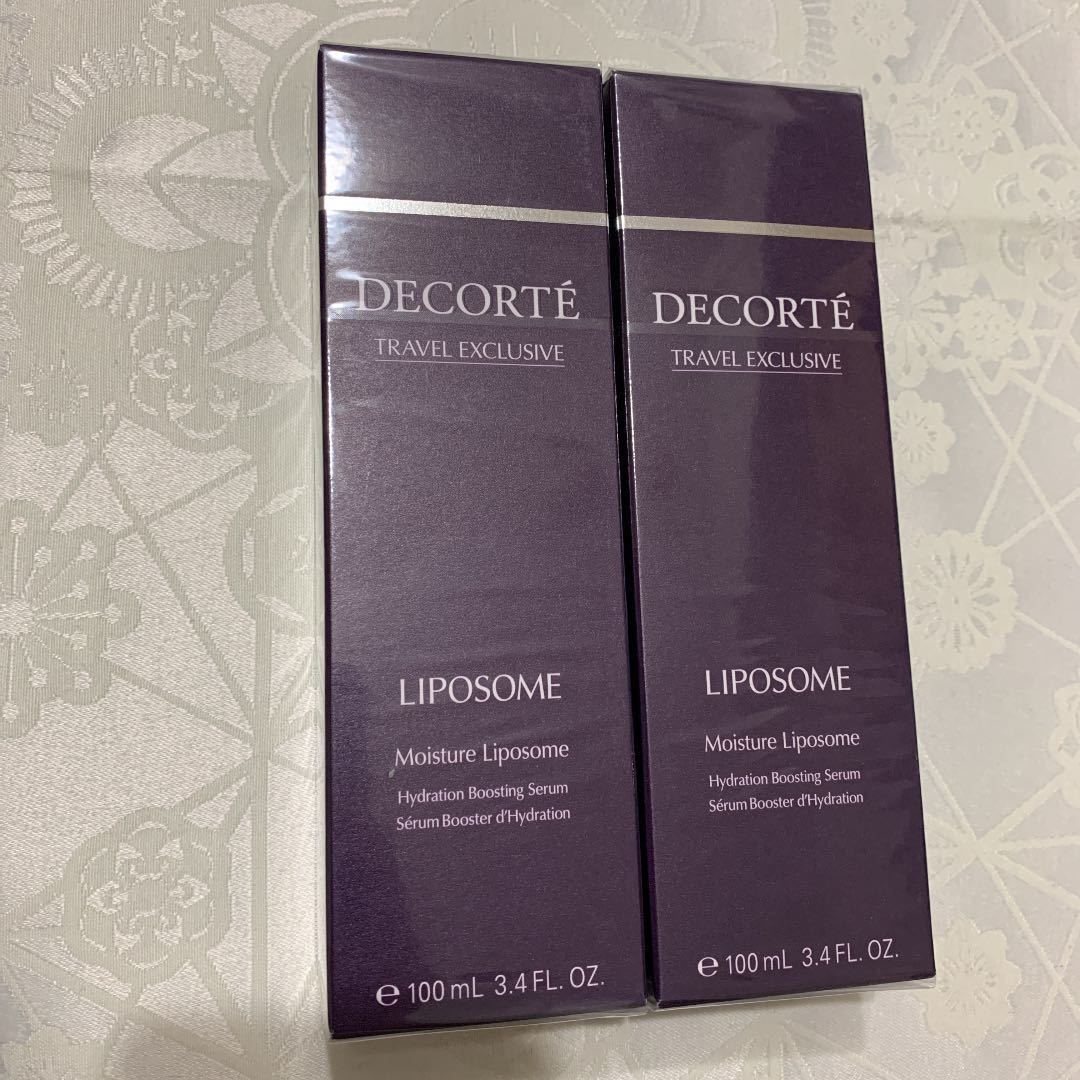 DECORTÉ
TRAVEL EXCLUSIVE
LIPOSOME
Moisture Liposome
Hydration Boosting Serum
Sérum Booster d'Hydration
e 100 mL 3.4 FL. OZ.
DECORTÉ
TRAVEL EXCLUSIVE
LIPOSOME
Moisture Liposome
Hydration Boosting Serum
Sérum Booster d'Hydration
e 100 mL 3.4 FL. OZ.